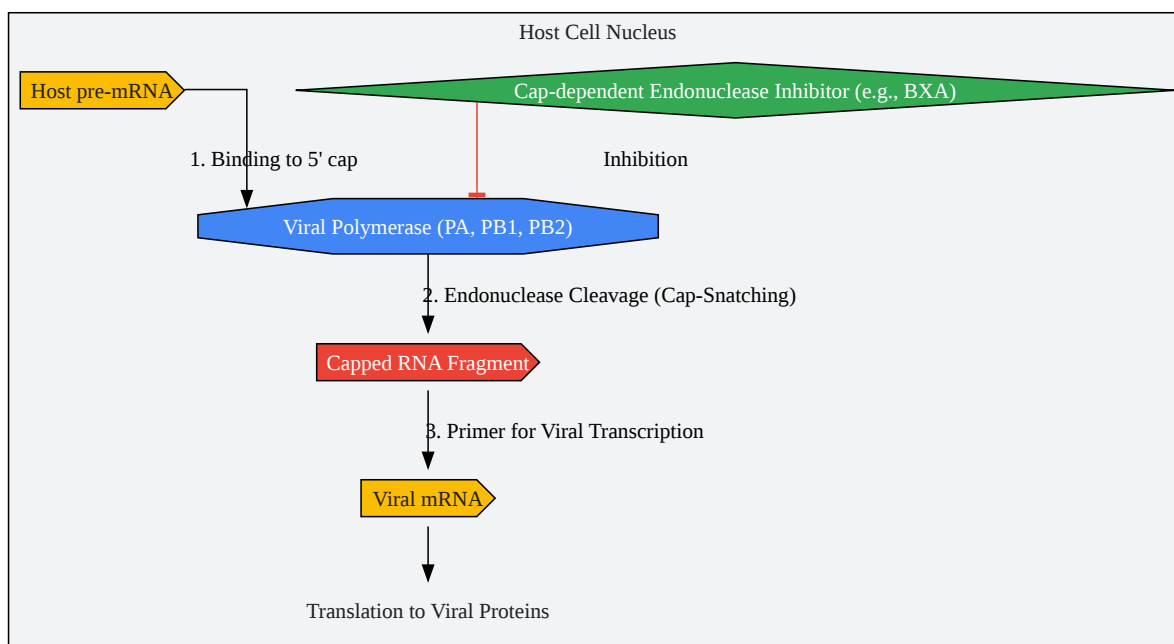 Host Cell Nucleus
Host pre-mRNA
Cap-dependent Endonuclease Inhibitor (e.g., BXA)
1. Binding to 5' cap
Inhibition
Viral Polymerase (PA, PB1, PB2)
2. Endonuclease Cleavage (Cap-Snatching)
Capped RNA Fragment
3. Primer for Viral Transcription
Viral mRNA
Translation to Viral Proteins